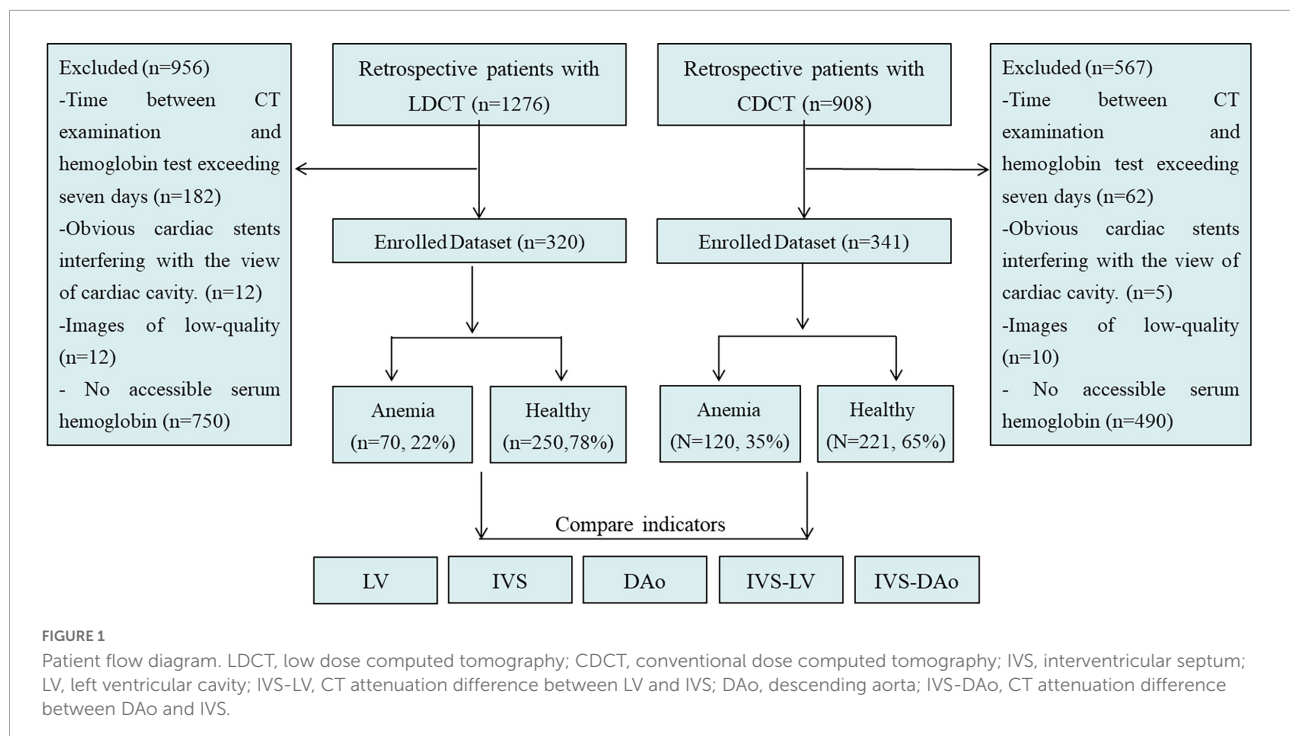 Excluded (n=956)
-Time between CT
examination and
hemoglobin test exceeding
seven days (n=182)
-Obvious cardiac stents
interfering with the view
of cardiac cavity. (n=12)
-Images of low-quality
(n=12)
- No accessible serum
hemoglobin (n=750)
Retrospective patients with
LDCT (n=1276)
Retrospective patients with
CDCT (n=908)
Excluded (n=567)
-Time between CT
examination and
hemoglobin test exceeding
seven days (n=62)
-Obvious cardiac stents
interfering with the view of
cardiac cavity. (n=5)
-Images of low-quality
(n=10)
- No accessible serum
hemoglobin (n=490)
Enrolled Dataset (n=320)
Enrolled Dataset (n=341)
Anemia
(n=70, 22%)
Healthy
(n=250,78%)
Anemia
(N=120, 35%)
Healthy
(N=221, 65%)
Compare indicators
LV
IVS
DAo
IVS-LV
IVS-DAo
FIGURE 1
Patient flow diagram. LDCT, low dose computed tomography; CDCT, conventional dose computed tomography; IVS, interventricular septum;
LV, left ventricular cavity; IVS-LV, CT attenuation difference between LV and IVS; DAo, descending aorta; IVS-DAo, CT attenuation difference
between DAo and IVS.